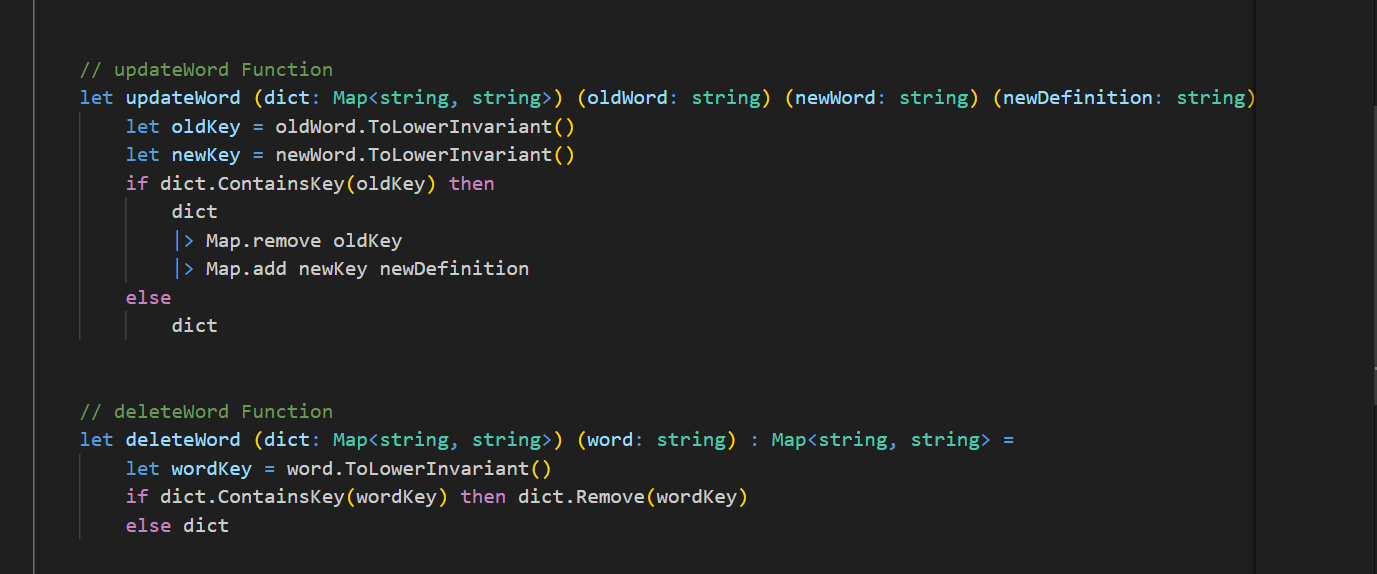 // updateWord Function
let updateWord (dict: Map<string, string>) (oldWord: string) (newWord: string) (newDefinition: string)
    let oldKey = oldWord.ToLowerInvariant()
    let newKey = newWord.ToLowerInvariant()
    if dict.ContainsKey(oldKey) then
        dict
        |> Map.remove oldKey
        |> Map.add newKey newDefinition
    else
        dict
// deleteWord Function
let deleteWord (dict: Map<string, string>) (word: string) : Map<string, string> =
    let wordKey = word.ToLowerInvariant()
    if dict.ContainsKey(wordKey) then dict.Remove(wordKey)
    else dict